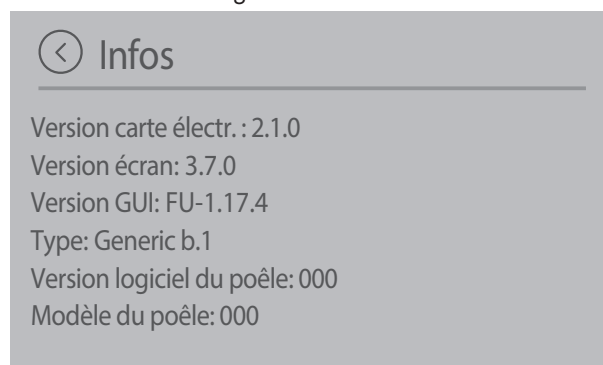 Infos
Version carte électr. : 2.1.0
Version écran: 3.7.0
Version GUI: FU-1.17.4
Type: Generic b.1
Version logiciel du poêle: 000
Modèle du poêle: 000